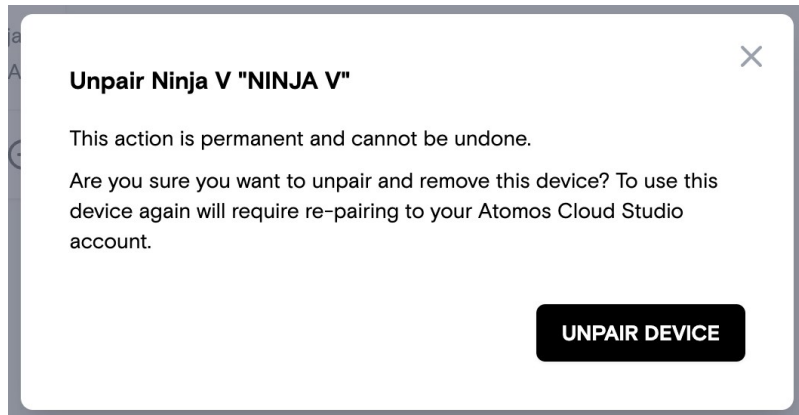 ja
A
Unpair Ninja V "NINJA V"
This action is permanent and cannot be undone.
Are you sure you want to unpair and remove this device? To use this
device again will require re-pairing to your Atomos Cloud Studio
account.
UNPAIR DEVICE